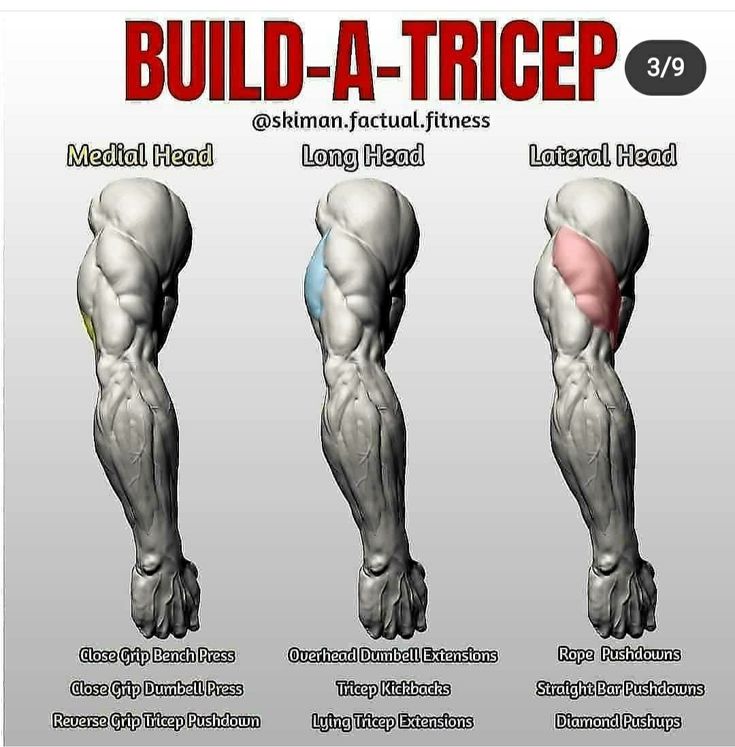 BUILD-A-TRICEP
3/9
@skiman.factual.fitness
Medial Head
Long Head
Lateral Head
Close Grip Bench Press
Close Grip Dumbell Press
Reverse Grip Tricep Pushdown
Overhead Dumbell Extensions
Tricep Kickbacks
Lying Tricep Extensions
Rope Pushdowns
Straight Bar Pushdowns
Diamond Pushups